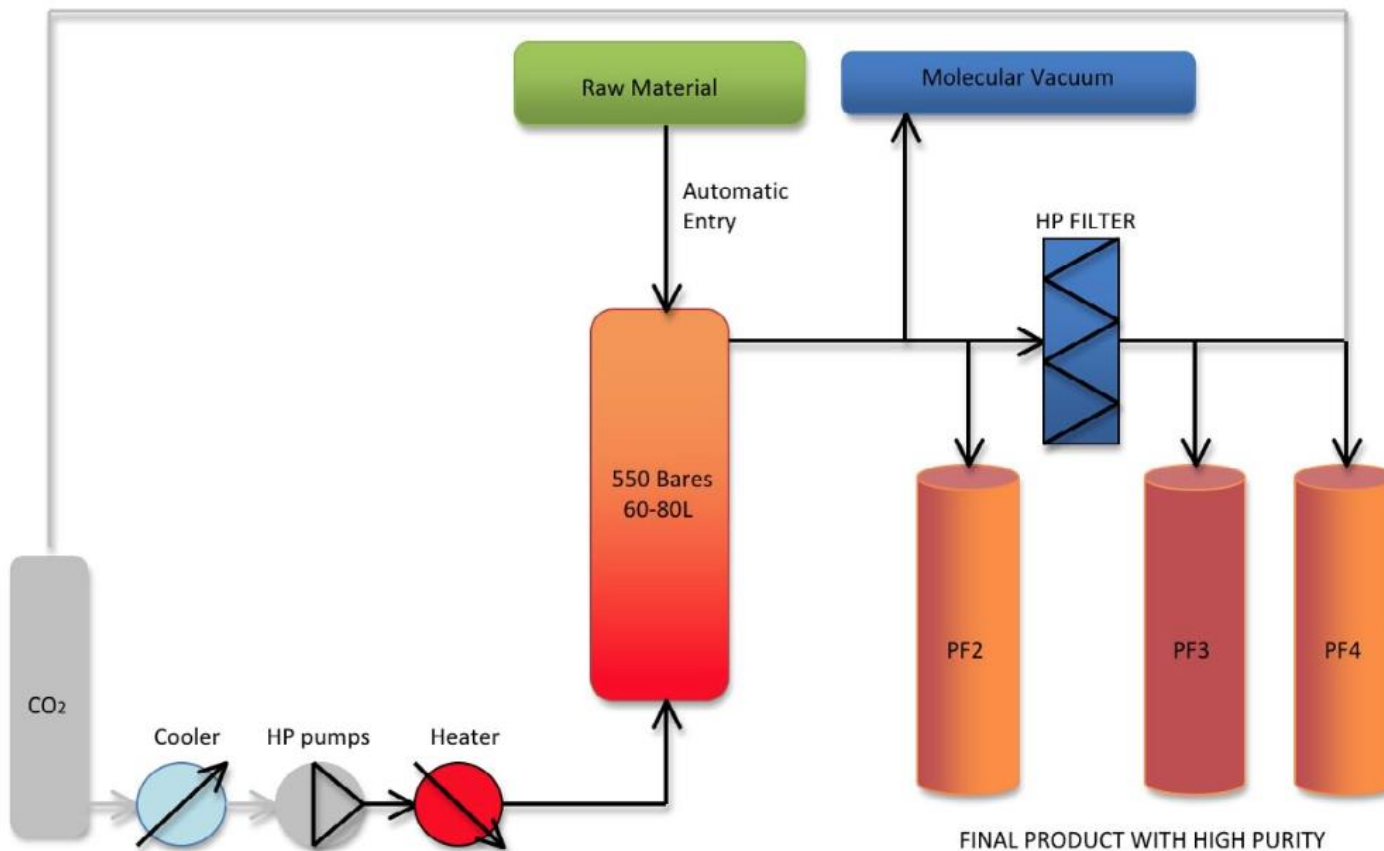 Raw Material
Molecular Vacuum
Automatic
Entry
HP FILTER
550 Bares
60-80L
PF2
PF3
PF4
CO₂
Cooler
HP pumps
Heater
FINAL PRODUCT WITH HIGH PURITY